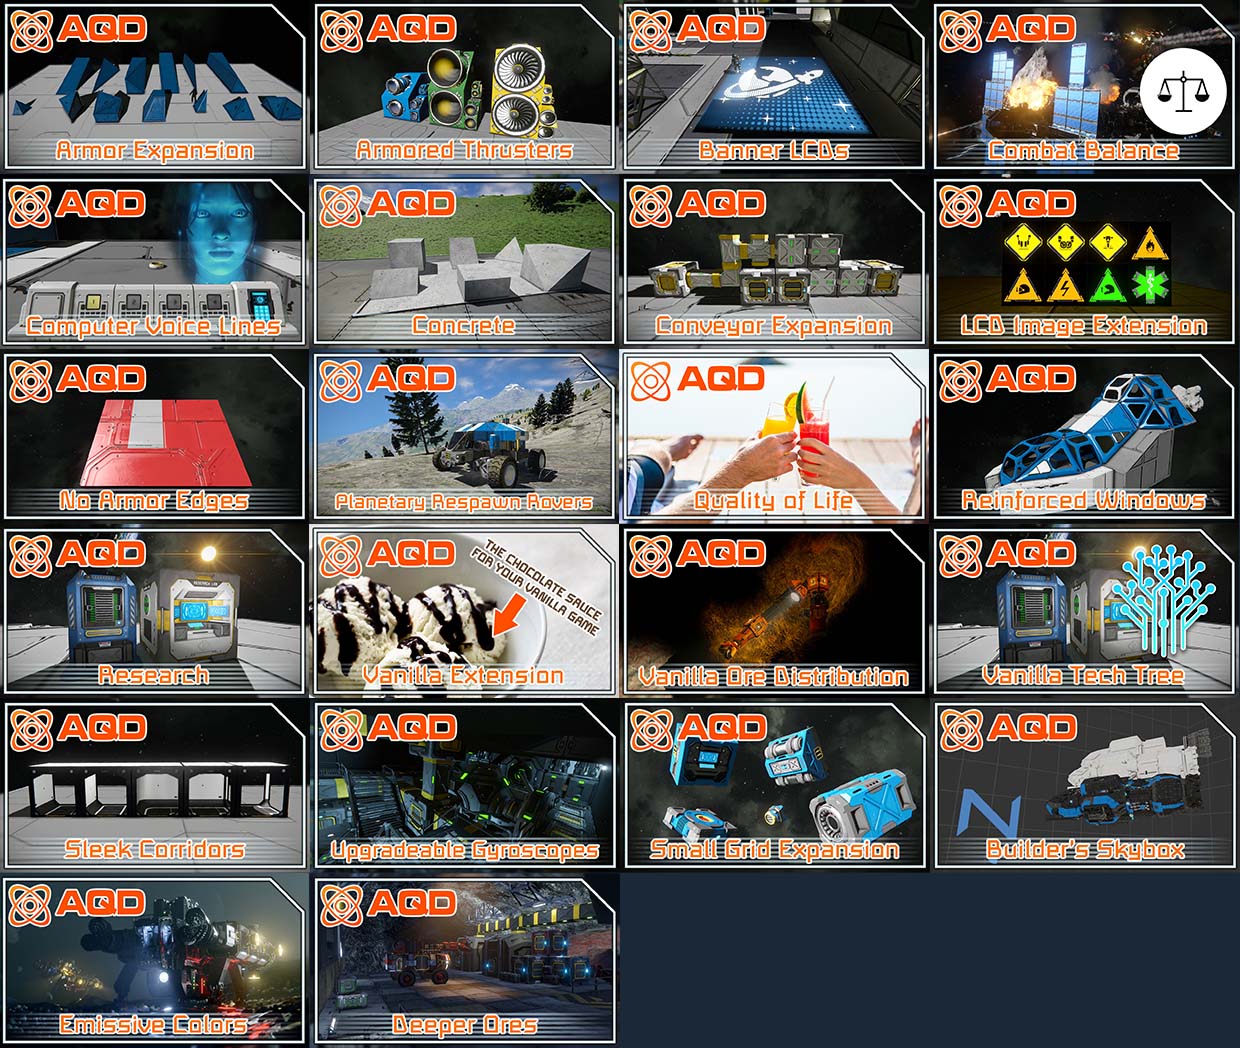 AQD
Armor Expansion
AQD
Armored Thrusters
AQD
Banner LCDs
AQD
Combat Balance
AQD
Computer Voice Lines
AQD
Concrete
AQD
Conveyor Expansion
AQD
LCD Image Extension
AQD
No Armor Edges
AQD
Planetary Respawn Rovers
AQD
Quality of Life
AQD
Reinforced Windows
AQD
Research
AQD
THE CHOCOLATE SAUCE
FOR YOUR VANILLA GAME
Vanilla Extension
AQD
Vanilla Ore Distribution
AQD
Vanilla Tech Tree
AQD
Sleek Corridors
AQD
Upgradeable Gyroscopes
AQD
Small Grid Expansion
AQD
N
Builder's Skybox
AQD
Emissive Colors
AQD
Deeper Ores